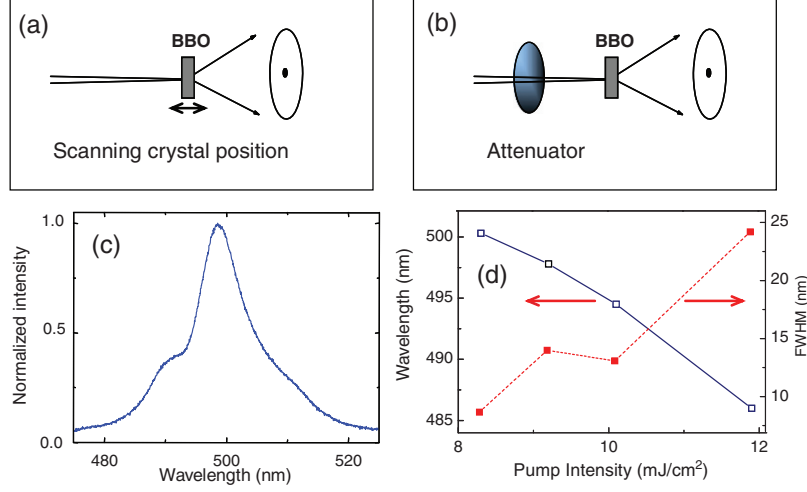 (a)
BBO
Scanning crystal position
(b)
BBO
Attenuator
(c)
Normalized intensity
1.0
0.5
0.0
480
500
520
Wavelength (nm)
(d)
Wavelength (nm)
500
495
490
485
25
20
15
10
FWHM (nm)
8
10
12
Pump Intensity (mJ/cm²)